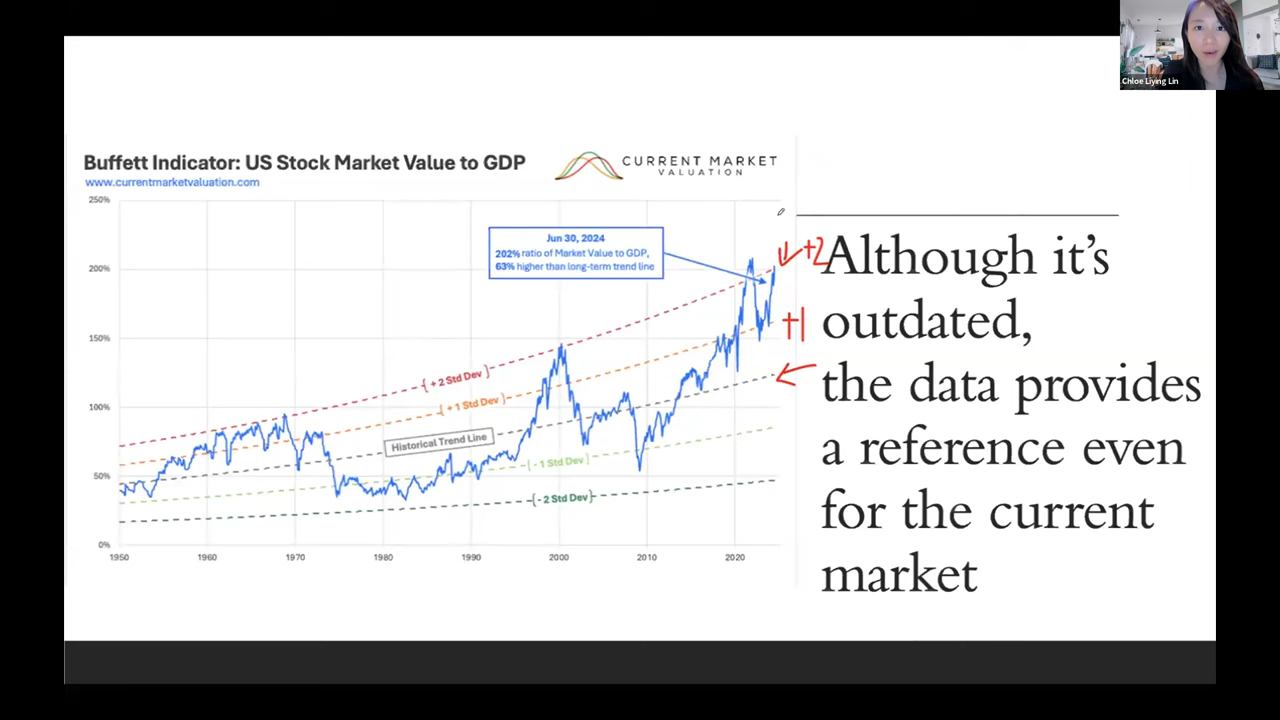 Chloe Liying Lin
Buffett Indicator: US Stock Market Value to GDP
www.currentmarketvaluation.com
CURRENT MARKET
VALUATION
250%
200%
150%
100%
50%
0%
Jun 30, 2024
202% ratio of Market Value to GDP,
63% higher than long-term trend line
+ 2 Std Dev
+ 1 Std Dev
Historical Trend Line
- 1 Std Dev
- 2 Std Dev
1950 1960 1970 1980 1990 2000 2010 2020
+2
+1
Although it’s
outdated,
the data provides
a reference even
for the current
market